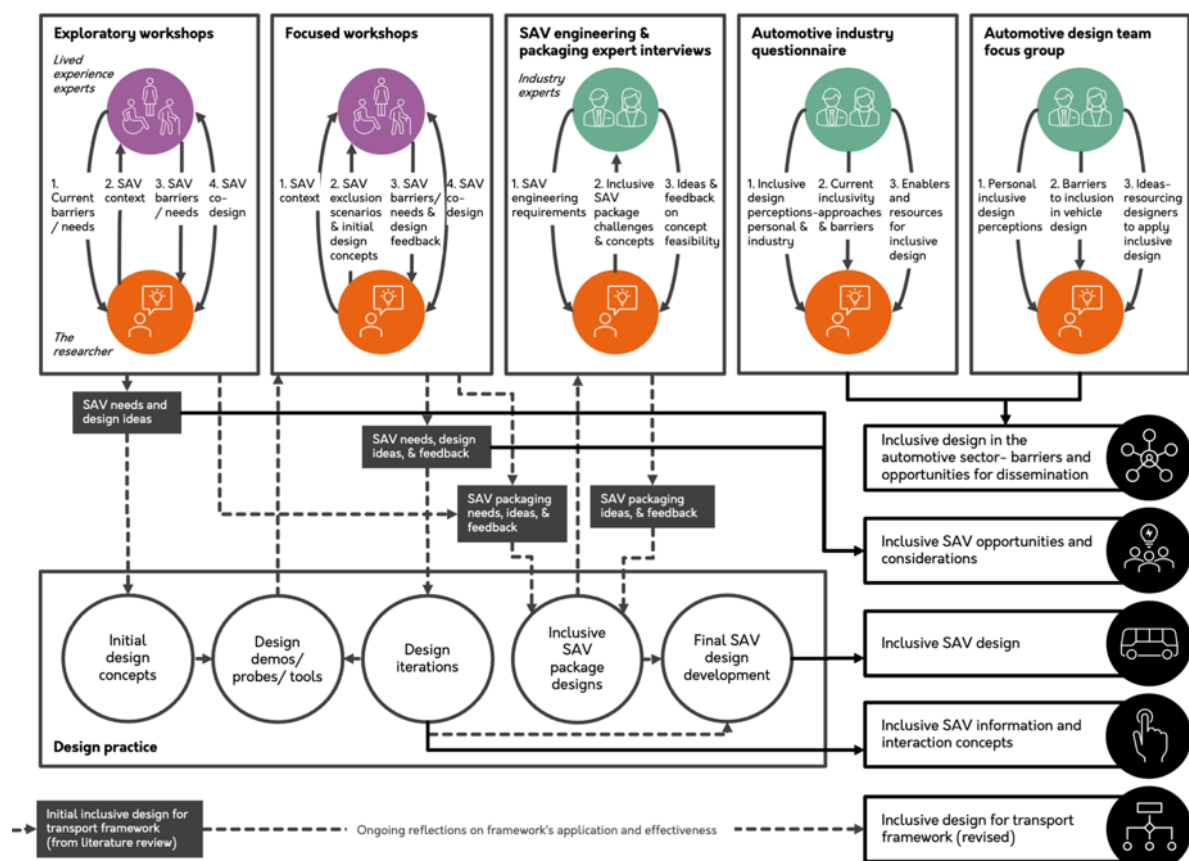 Exploratory workshops
Lived
experience
experts
1.
Current
barriers
/ needs
2. SAV
context
3. SAV
barriers /
needs
4. SAV
co-
design
The
researcher
Focused workshops
1. SAV
context
2. SAV
exclusion
scenarios
& initial
design
concepts
3. SAV
barriers/
needs &
design
feedback
4. SAV
co-
design
SAV engineering &
packaging expert interviews
Industry
experts
1. SAV
engineering
requirements
2. Inclusive
SAV
package
challenges
& concepts
3. Ideas &
feedback
on
concept
feasibility
Automotive industry
questionnaire
1. Inclusive
design
perceptions-
personal &
industry
2. Current
inclusivity
approaches
& barriers
3. Enablers
and
resources
for
inclusive
design
Automotive design team
focus group
1. Personal
inclusive
design
perceptions
2. Barriers
to inclusion
in vehicle
design
3. Ideas-
resourcing
designers
to apply
inclusive
design
SAV needs and
design ideas
SAV needs, design
ideas, & feedback
SAV packaging
needs, ideas, &
feedback
SAV packaging
ideas, & feedback
Inclusive design in the
automotive sector- barriers and
opportunities for dissemination
Inclusive SAV opportunities and
considerations
Initial
design
concepts
Design
demos/
probes/ tools
Design
iterations
Inclusive
SAV
package
designs
Final SAV
design
development
Design practice
Inclusive SAV design
Inclusive SAV information and
interaction concepts
Initial inclusive design for
transport framework
(from literature review)
Ongoing reflections on framework's application and effectiveness
Inclusive design for transport
framework (revised)